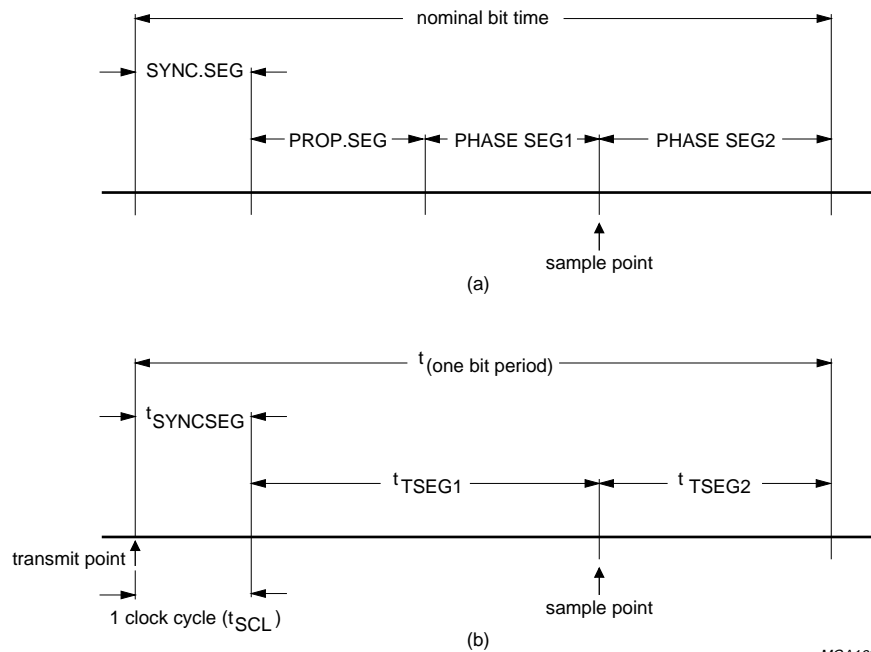 nominal bit time
SYNC.SEG
PROP.SEG
PHASE SEG1
PHASE SEG2
sample point
(a)
t(one bit period)
tSYNCSEG
tTSEG1
t TSEG2
transmit point
sample point
1 clock cycle (tSCL)
(b)